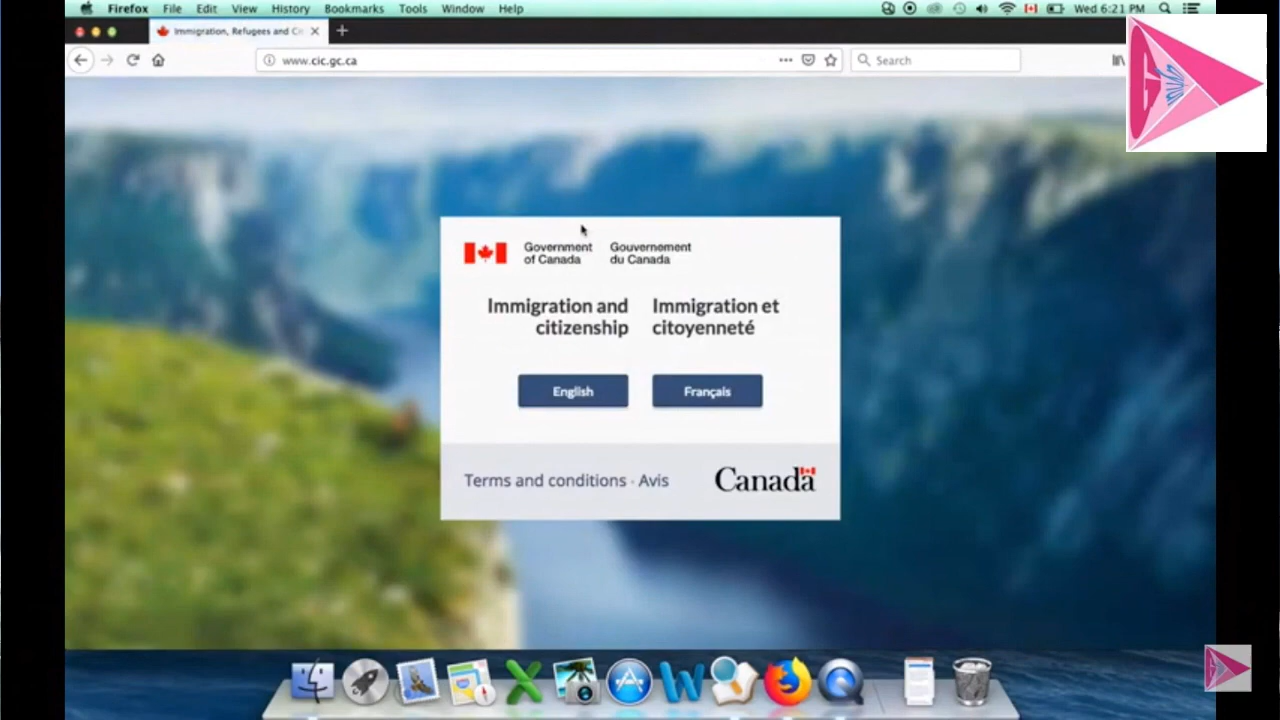 Firefox File Edit View History Bookmarks Tools Window Help Wed 6:21 PM
Immigration, Refugees and Ci
www.cic.gc.ca
Search
Government of Canada
Gouvernement du Canada
Immigration and citizenship
Immigration et citoyenneté
English
Français
Terms and conditions · Avis
Canada